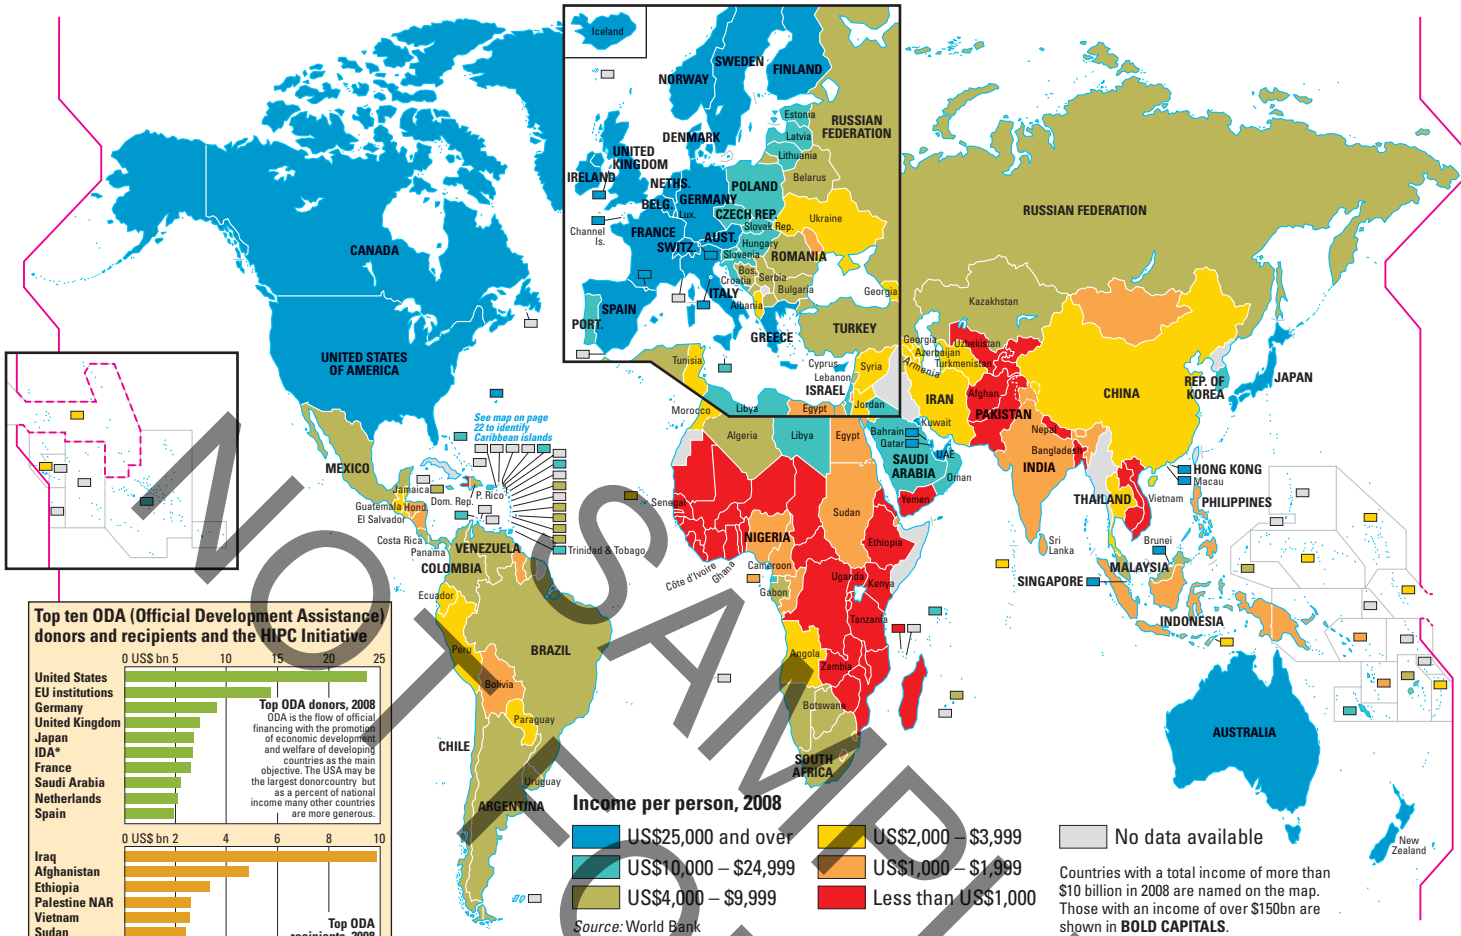 Iceland
NORWAY
SWEDEN
FINLAND
Estonia
Latvia
Lithuania
RUSSIAN
FEDERATION
DENMARK
UNITED
KINGDOM
IRELAND
NETHS.
BELG.
GERMANY
Lux.
POLAND
Belarus
CZECH REP.
Slovak Rep.
Ukraine
Channel
Is.
FRANCE
SWITZ.
AUST.
Hungary
Slovenia
ROMANIA
Bos.
Croatia
Serbia
Bulgaria
ITALY
Albania
Georgia
PORT.
SPAIN
GREECE
TURKEY
Tunisia
Cyprus
Lebanon
ISRAEL
Syria
Jordan
Morocco
Libya
Egypt
CANADA
UNITED STATES
OF AMERICA
MEXICO
See map on page
22 to identify
Caribbean islands
Jamaica
Dom. Rep.
P. Rico
Guatemala
Hond.
El Salvador
Costa Rica
Panama
VENEZUELA
COLOMBIA
Trinidad & Tobago
Ecuador
Peru
BRAZIL
Bolivia
Paraguay
CHILE
Uruguay
ARGENTINA
RUSSIAN FEDERATION
Kazakhstan
Georgia
Azerbaijan
Armenia
Uzbekistan
Turkmenistan
Afghan.
IRAN
PAKISTAN
CHINA
REP. OF
KOREA
JAPAN
Nepal
Bangladesh
INDIA
Kuwait
Bahrain
Qatar
UAE
SAUDI
ARABIA
Oman
Yemen
HONG KONG
Macau
THAILAND
Vietnam
PHILIPPINES
Sri
Lanka
Brunei
MALAYSIA
SINGAPORE
INDONESIA
AUSTRALIA
New
Zealand
Algeria
Libya
Egypt
Senegal
Sudan
NIGERIA
Ethiopia
Côte d'Ivoire
Ghana
Cameroon
Gabon
Uganda
Kenya
Tanzania
Angola
Zambia
Botswana
SOUTH
AFRICA
Top ten ODA (Official Development Assistance)
donors and recipients and the HIPC Initiative
0 US$ bn 5 10 15 20 25
United States
EU institutions
Germany
United Kingdom
Japan
IDA*
France
Saudi Arabia
Netherlands
Spain
Top ODA donors, 2008
ODA is the flow of official
financing with the promotion
of economic development
and welfare of developing
countries as the main
objective. The USA may be
the largest donorcountry but
as a percent of national
income many other countries
are more generous.
0 US$ bn 2 4 6 8 10
Iraq
Afghanistan
Ethiopia
Palestine NAR
Vietnam
Sudan
Top ODA
recipients, 2008
Income per person, 2008
US$25,000 and over
US$10,000 – $24,999
US$4,000 – $9,999
US$2,000 – $3,999
US$1,000 – $1,999
Less than US$1,000
No data available
Source: World Bank
Countries with a total income of more than
$10 billion in 2008 are named on the map.
Those with an income of over $150bn are
shown in BOLD CAPITALS.
SAMPL
NOT TO